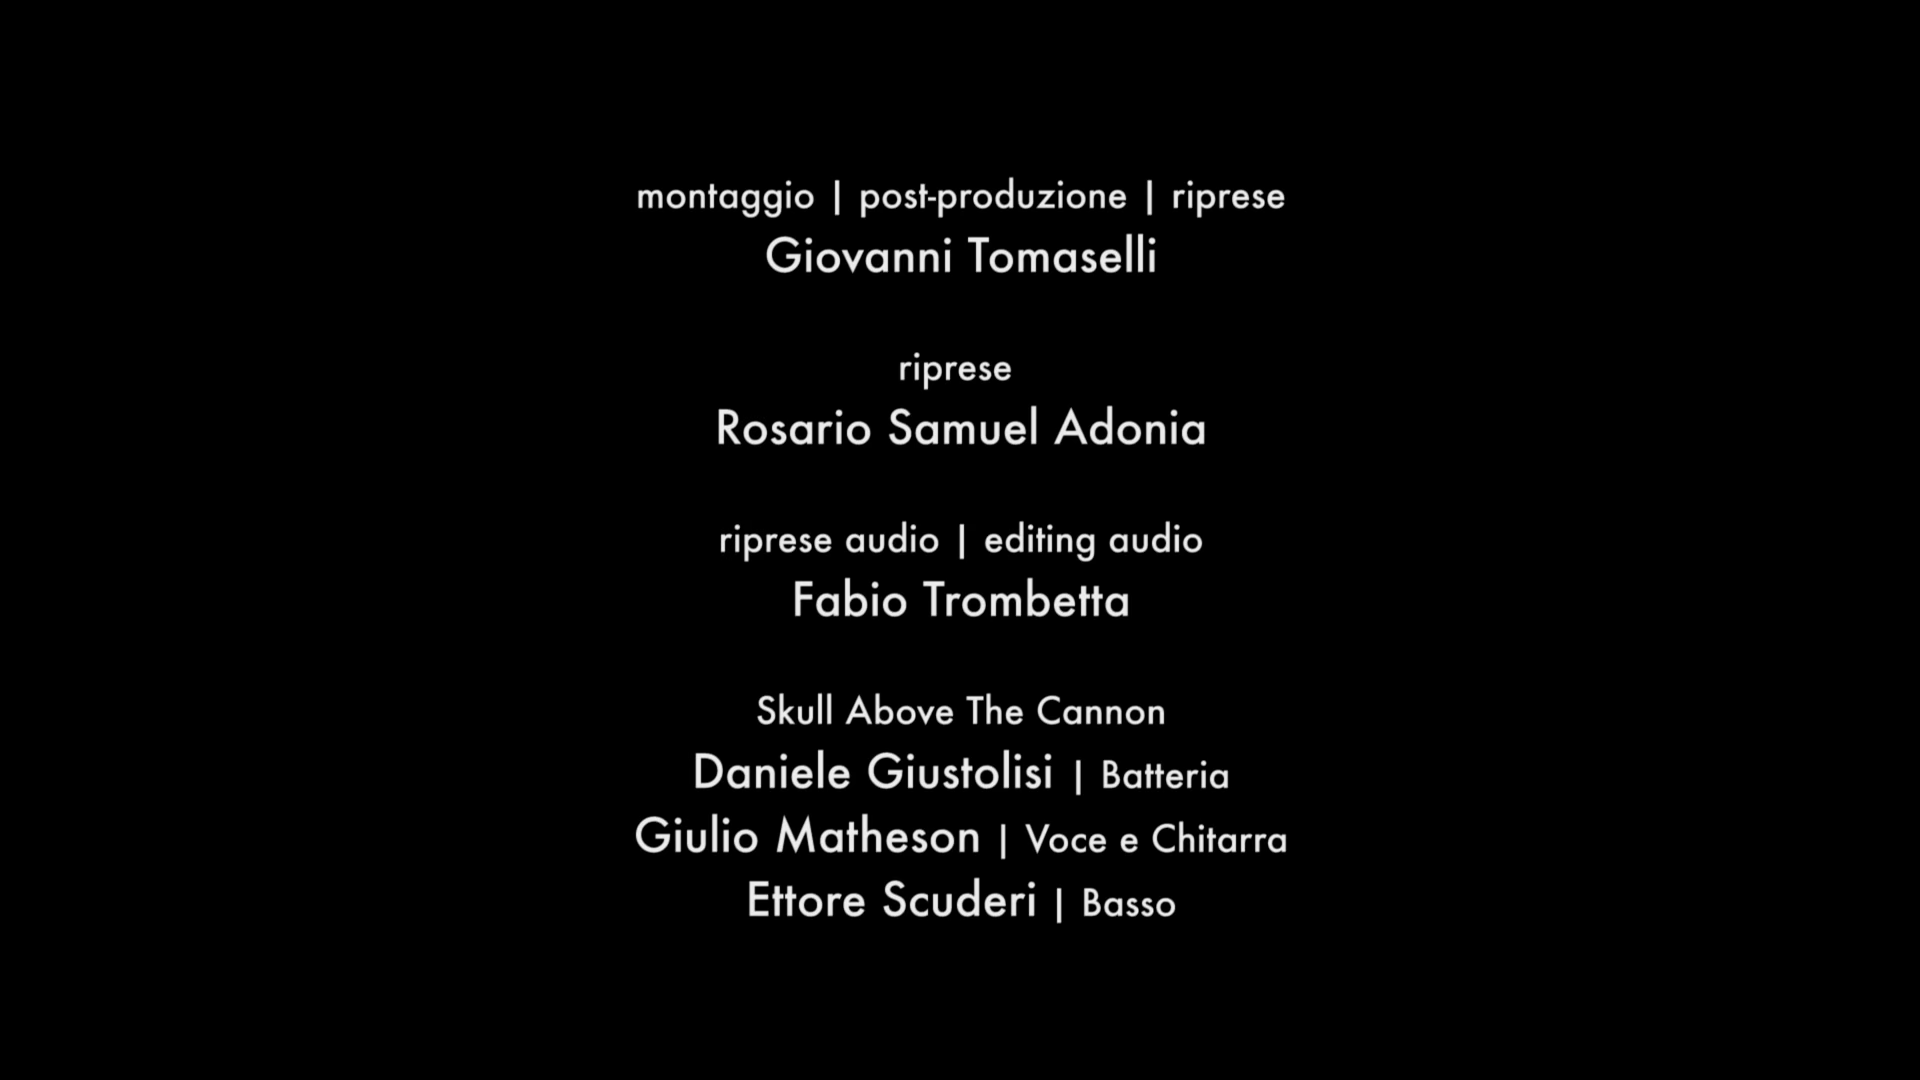 montaggio | post-produzione | riprese
Giovanni Tomaselli
riprese
Rosario Samuel Adonia
riprese audio | editing audio
Fabio Trombetta
Skull Above The Cannon
Daniele Giustolisi | Batteria
Giulio Matheson | Voce e Chitarra
Ettore Scuderi | Basso